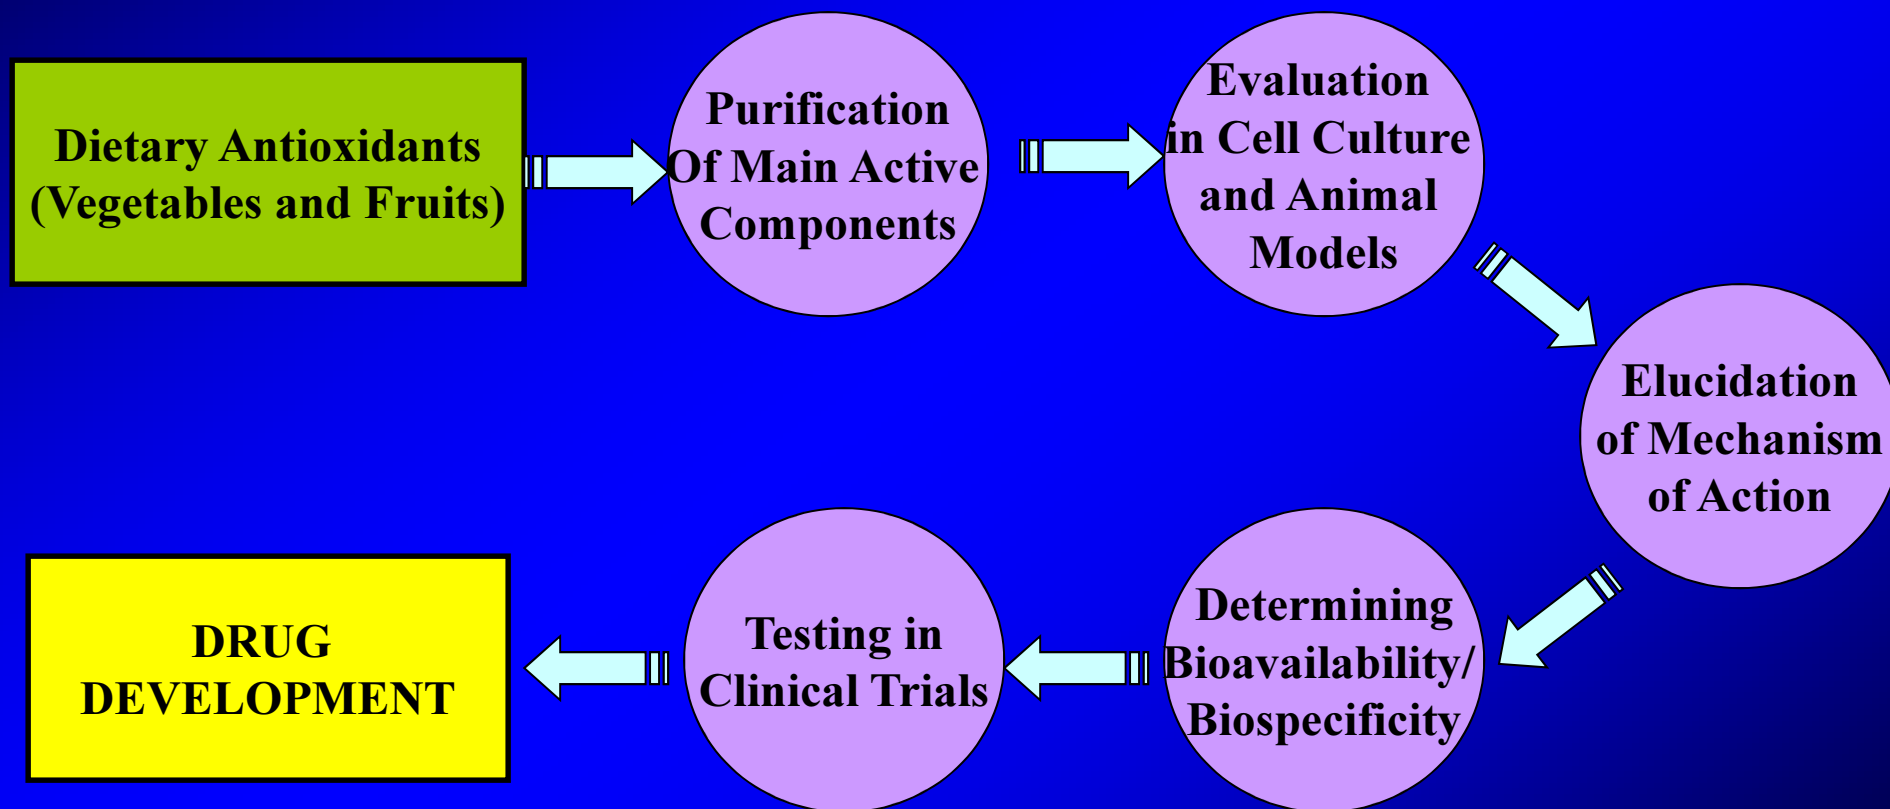 Dietary Antioxidants
(Vegetables and Fruits)
Purification
Of Main Active
Components
Evaluation
in Cell Culture
and Animal
Models
Elucidation
of Mechanism
of Action
Determining
Bioavailability/
Biospecificity
Testing in
Clinical Trials
DRUG
DEVELOPMENT